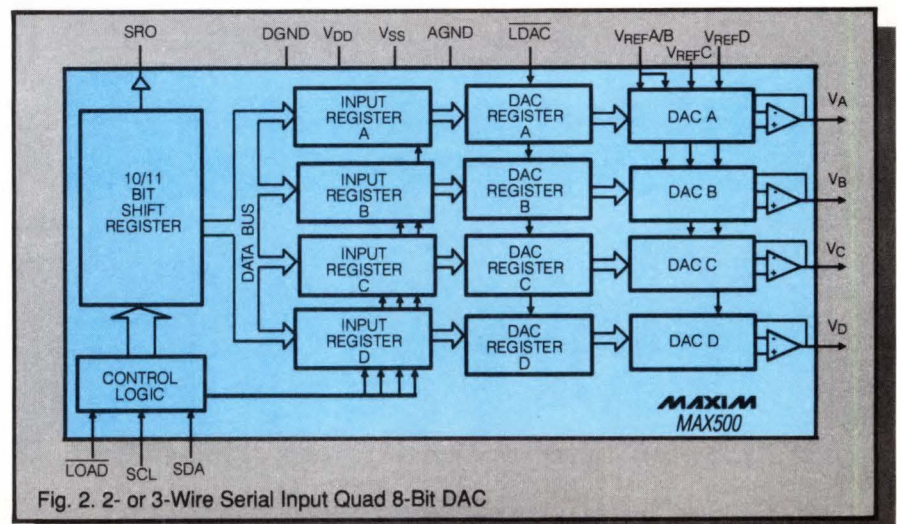 SRO DGND VDD VSS AGND LDAC VREFA/B VREFC VREFD
10/11
BIT
SHIFT
REGISTER
DATA BUS
INPUT
REGISTER
A
DAC
REGISTER
A
DAC A
VA
INPUT
REGISTER
B
DAC
REGISTER
B
DAC B
VB
INPUT
REGISTER
C
DAC
REGISTER
C
DAC C
VC
INPUT
REGISTER
D
DAC
REGISTER
D
DAC D
VD
CONTROL
LOGIC
MAXIM
MAX500
LOAD SCL SDA
Fig. 2. 2- or 3-Wire Serial Input Quad 8-Bit DAC